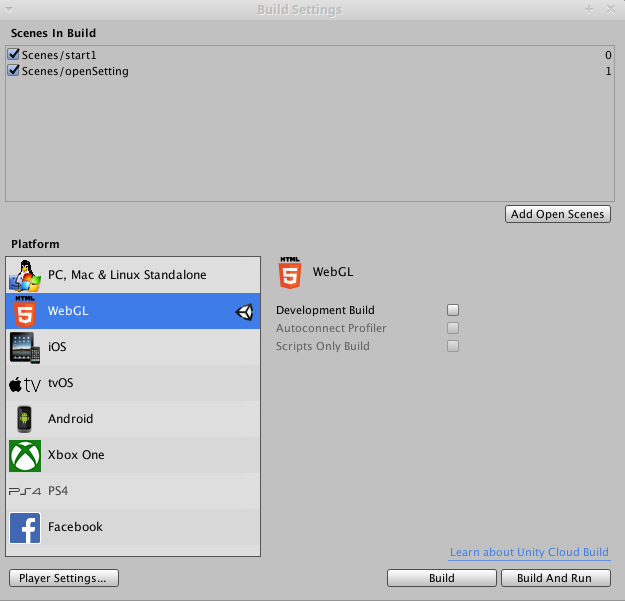 Build Settings
Scenes In Build
Scenes/start1 0
Scenes/openSetting 1
Add Open Scenes
Platform
PC, Mac & Linux Standalone
HTML 5 WebGL
iOS
tv tvOS
Android
Xbox One
PS4 PS4
f Facebook
HTML 5 WebGL
Development Build
Autoconnect Profiler
Scripts Only Build
Learn about Unity Cloud Build
Player Settings...
Build
Build And Run